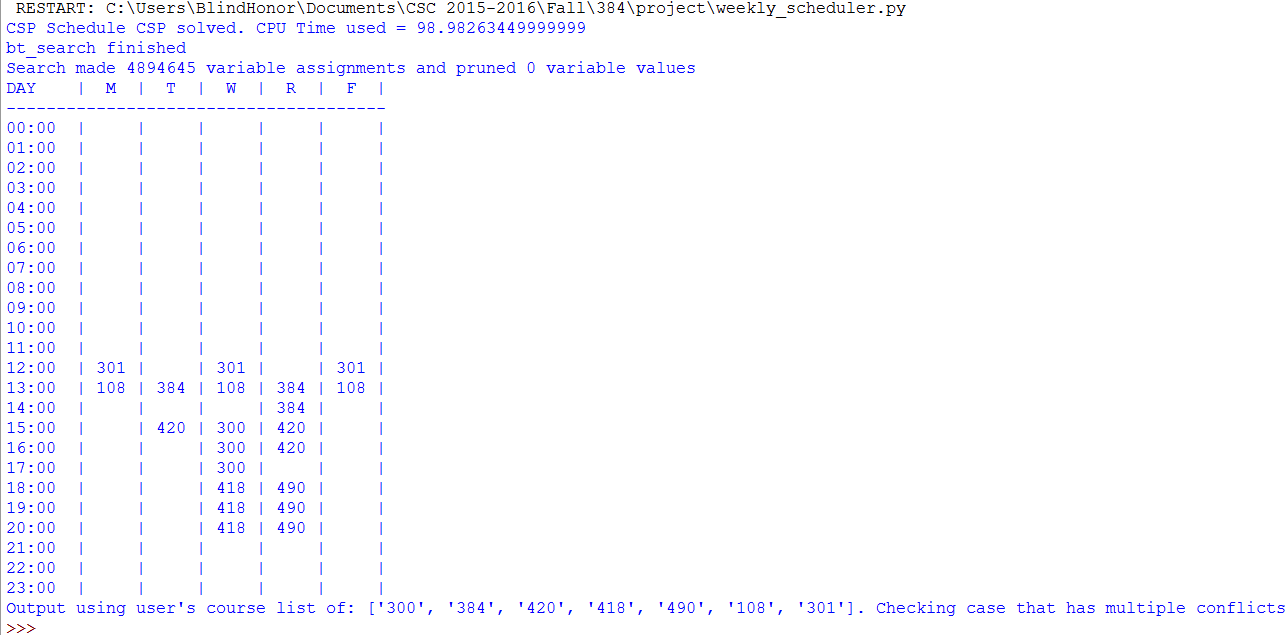 RESTART: C:\Users\BlindHonor\Documents\CSC 2015-2016\Fall\384\project\weekly_scheduler.py
CSP Schedule CSP solved. CPU Time used = 98.98263449999999
bt_search finished
Search made 4894645 variable assignments and pruned 0 variable values
DAY    |  M  |  T  |  W  |  R  |  F  |
--------------------------------------
00:00  |     |     |     |     |     |
01:00  |     |     |     |     |     |
02:00  |     |     |     |     |     |
03:00  |     |     |     |     |     |
04:00  |     |     |     |     |     |
05:00  |     |     |     |     |     |
06:00  |     |     |     |     |     |
07:00  |     |     |     |     |     |
08:00  |     |     |     |     |     |
09:00  |     |     |     |     |     |
10:00  |     |     |     |     |     |
11:00  |     |     |     |     |     |
12:00  | 301 |     | 301 |     | 301 |
13:00  | 108 | 384 | 108 | 384 | 108 |
14:00  |     |     |     | 384 |     |
15:00  |     | 420 | 300 | 420 |     |
16:00  |     |     | 300 | 420 |     |
17:00  |     |     | 300 |     |     |
18:00  |     |     | 418 | 490 |     |
19:00  |     |     | 418 | 490 |     |
20:00  |     |     | 418 | 490 |     |
21:00  |     |     |     |     |     |
22:00  |     |     |     |     |     |
23:00  |     |     |     |     |     |
Output using user's course list of: ['300', '384', '420', '418', '490', '108', '301']. Checking case that has multiple conflicts
>>>